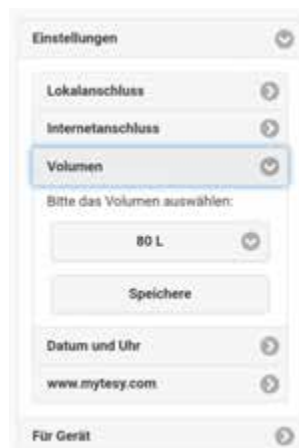 Einstellungen
Lokalanschluss
Internetanschluss
Volumen
Bitte das Volumen auswählen:
80 L
Speichere
Datum und Uhr
www.mytesy.com
Für Gerät